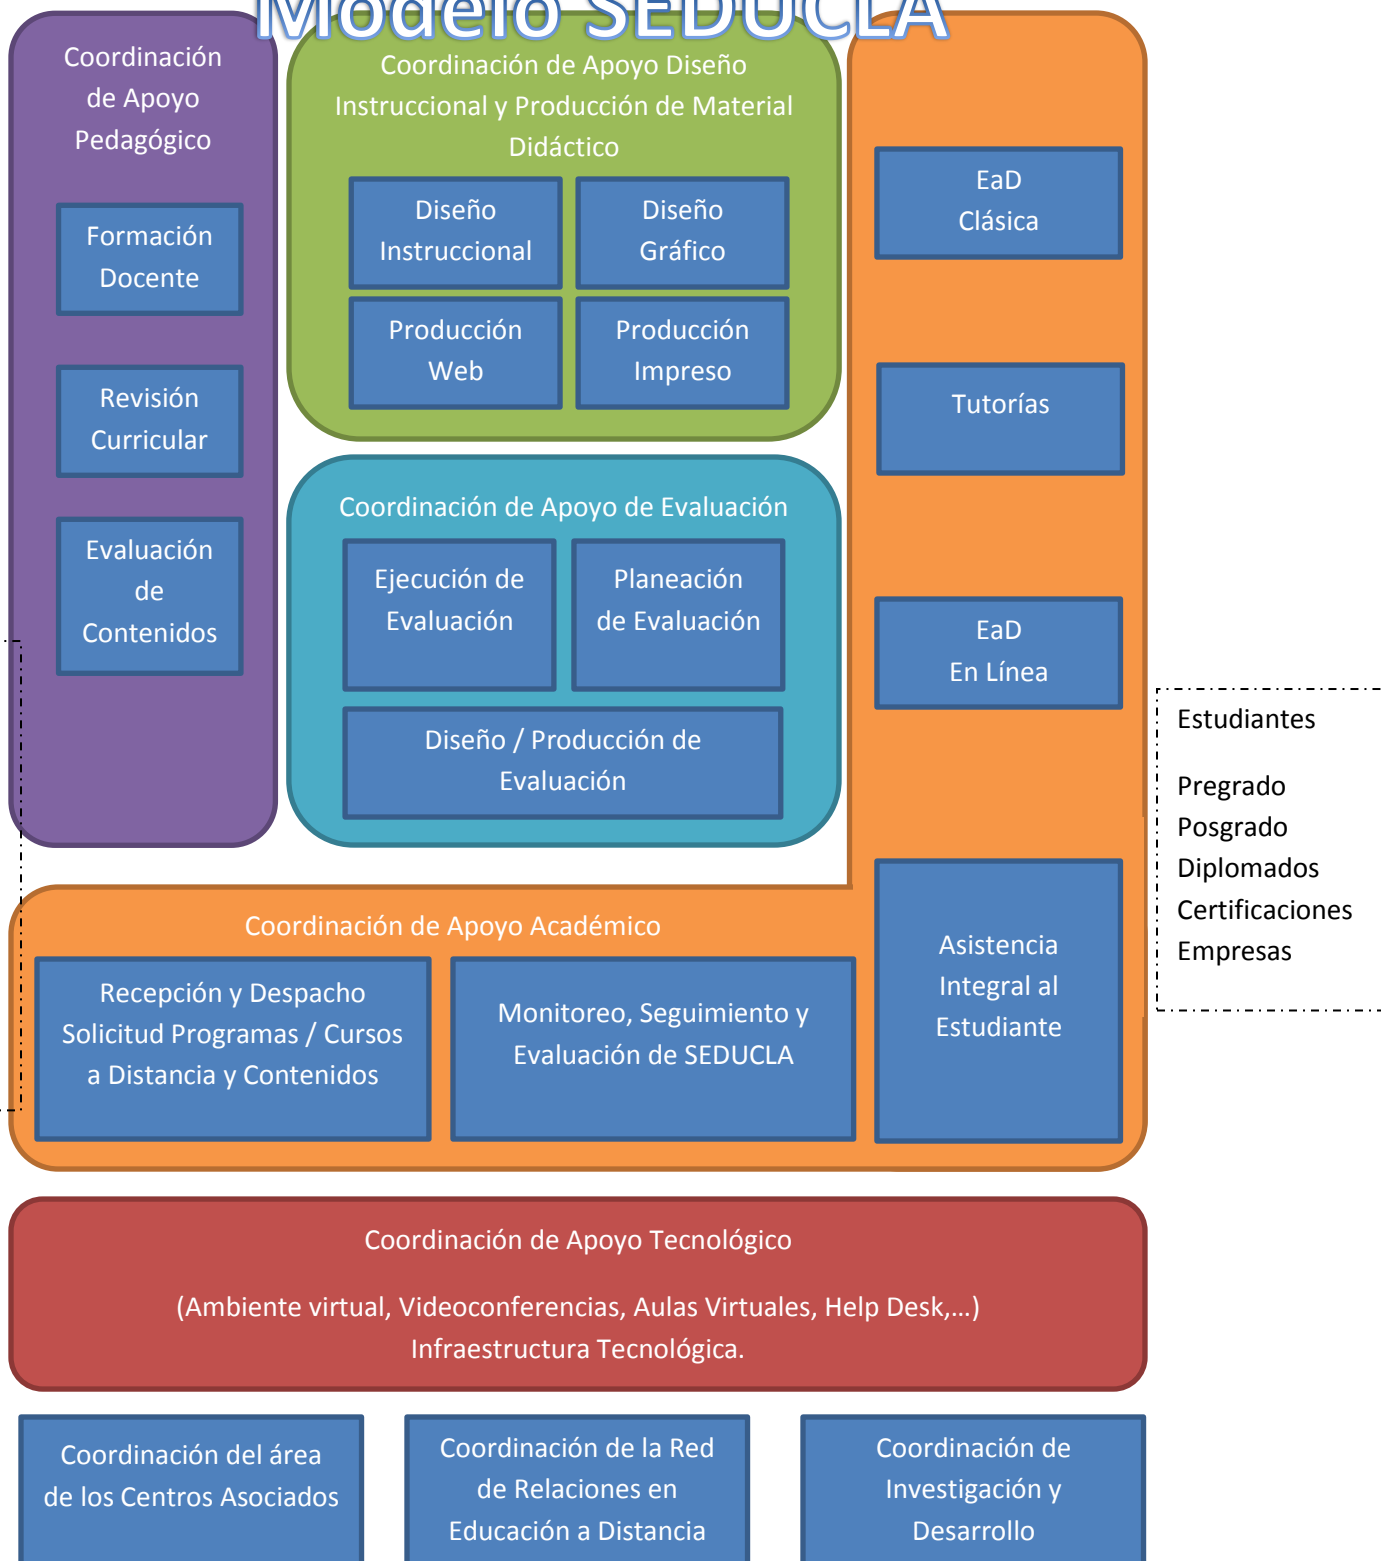 Modelo SEDUCLA
Coordinación
de Apoyo
Pedagógico
Formación
Docente
Revisión
Curricular
Evaluación
de
Contenidos
Coordinación de Apoyo Diseño
Instruccional y Producción de Material
Didáctico
Diseño
Instruccional
Diseño
Gráfico
Producción
Web
Producción
Impreso
Coordinación de Apoyo de Evaluación
Ejecución de
Evaluación
Planeación
de Evaluación
Diseño / Producción de
Evaluación
EaD
Clásica
Tutorías
EaD
En Línea
Asistencia
Integral al
Estudiante
Coordinación de Apoyo Académico
Recepción y Despacho
Solicitud Programas / Cursos
a Distancia y Contenidos
Monitoreo, Seguimiento y
Evaluación de SEDUCLA
Estudiantes
Pregrado
Posgrado
Diplomados
Certificaciones
Empresas
Coordinación de Apoyo Tecnológico
(Ambiente virtual, Videoconferencias, Aulas Virtuales, Help Desk,...)
Infraestructura Tecnológica.
Coordinación del área
de los Centros Asociados
Coordinación de la Red
de Relaciones en
Educación a Distancia
Coordinación de
Investigación y
Desarrollo